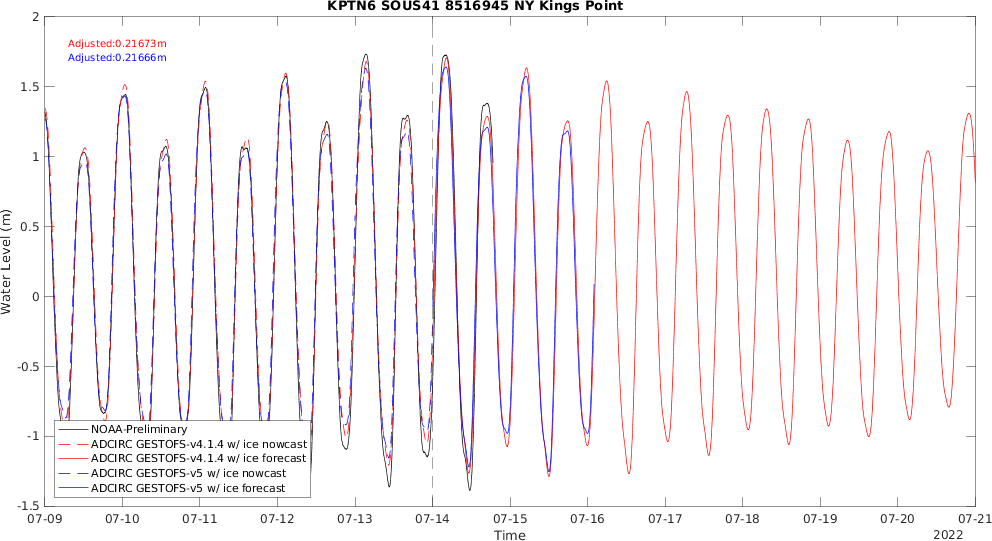 KPTN6 SOUS41 8516945 NY Kings Point
Adjusted:0.21673m
Adjusted:0.21666m
Water Level (m)
2
1.5
1
0.5
0
-0.5
-1
-1.5
NOAA-Preliminary
ADCIRC GESTOFS-v4.1.4 w/ ice nowcast
ADCIRC GESTOFS-v4.1.4 w/ ice forecast
ADCIRC GESTOFS-v5 w/ ice nowcast
ADCIRC GESTOFS-v5 w/ ice forecast
07-09 07-10 07-11 07-12 07-13 07-14 07-15 07-16 07-17 07-18 07-19 07-20 07-21
Time
2022